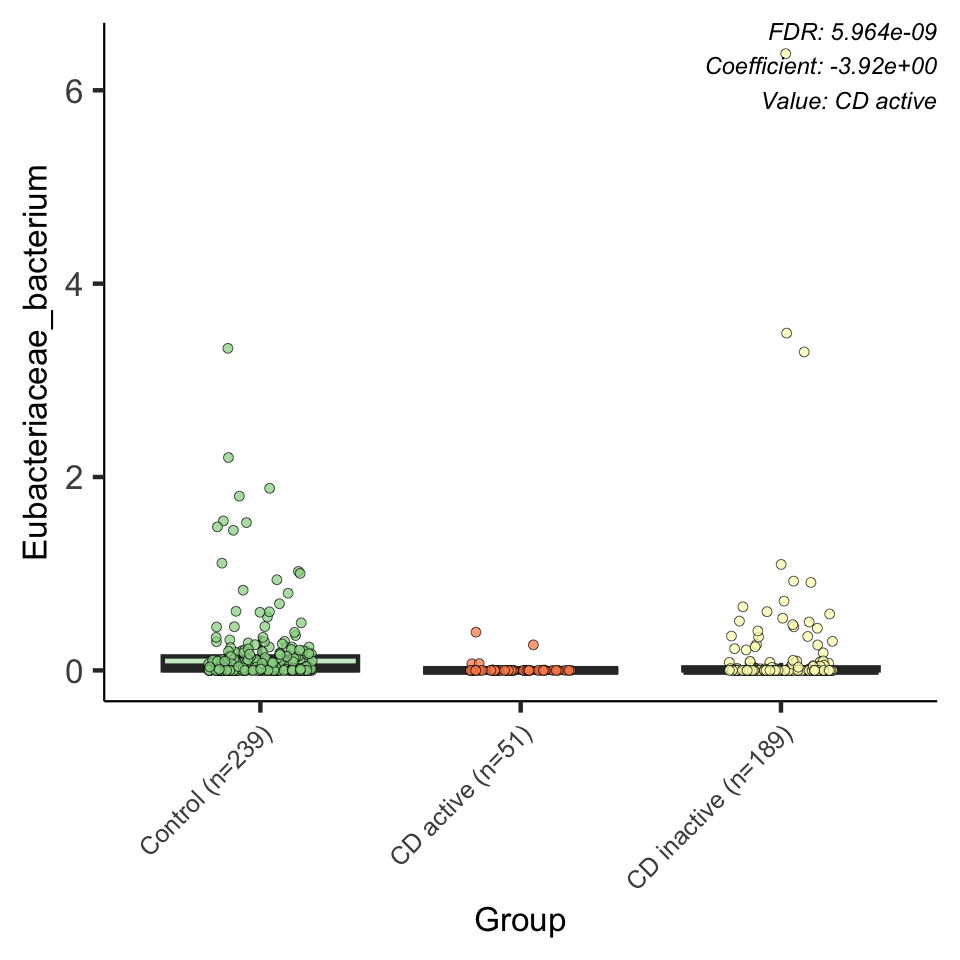 FDR: 5.964e-09
Coefficient: -3.92e+00
Value: CD active
Eubacteriaceae_bacterium
6
4
2
0
Control (n=239)
CD active (n=51)
CD inactive (n=189)
Group